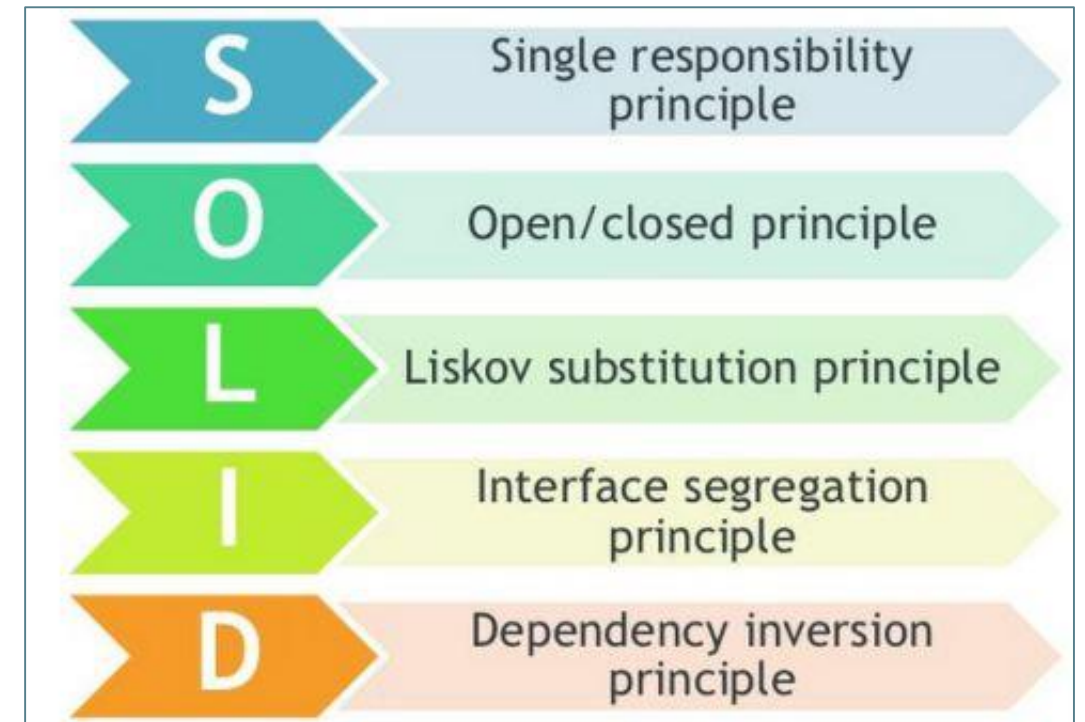 S
Single responsibility
principle
O
Open/closed principle
L
Liskov substitution principle
I
Interface segregation
principle
D
Dependency inversion
principle